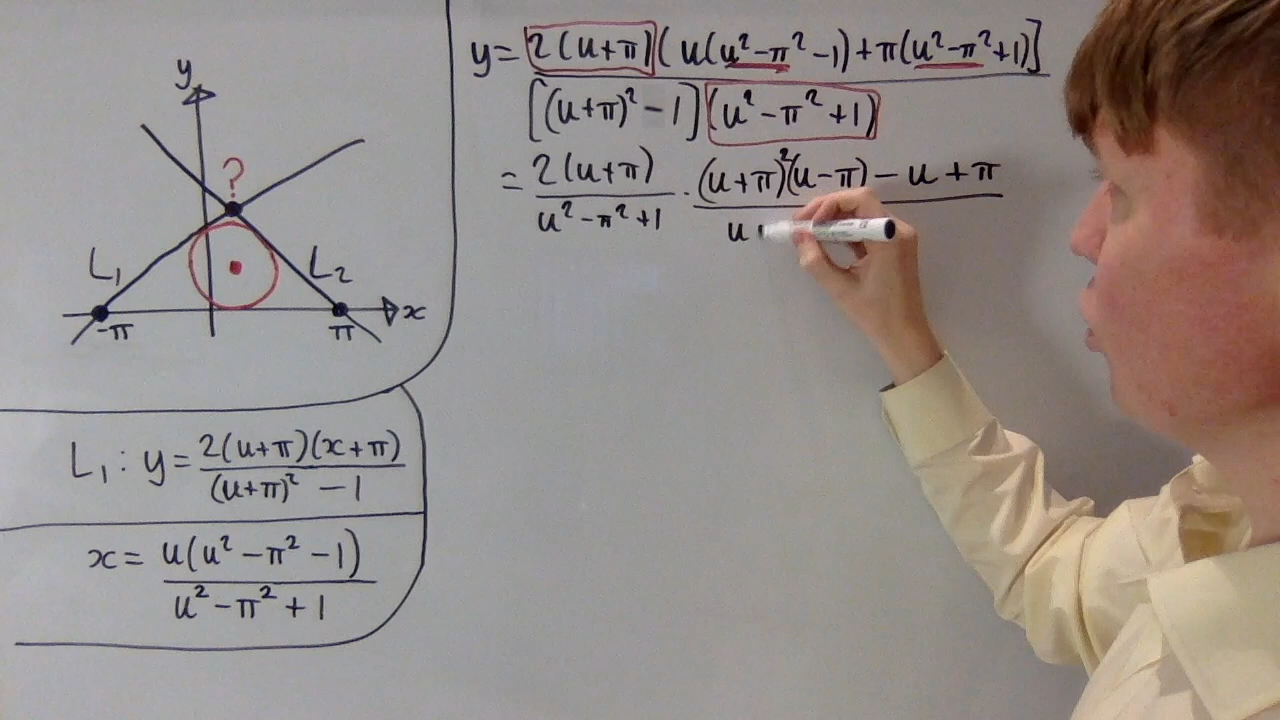 y
?
L₁
L₂
-π
π
x
L₁ : y = 2(u+π)(x+π) / (u+π)² - 1
x = u(u² - π² - 1) / u² - π² + 1
y = 2(u+π)(u(u²-π²-1)+π(u²-π²+1)] / [(u+π)²-1](u²-π²+1)
= 2(u+π) / u²-π²+1 · (u+π)²(u-π) - u + π / u